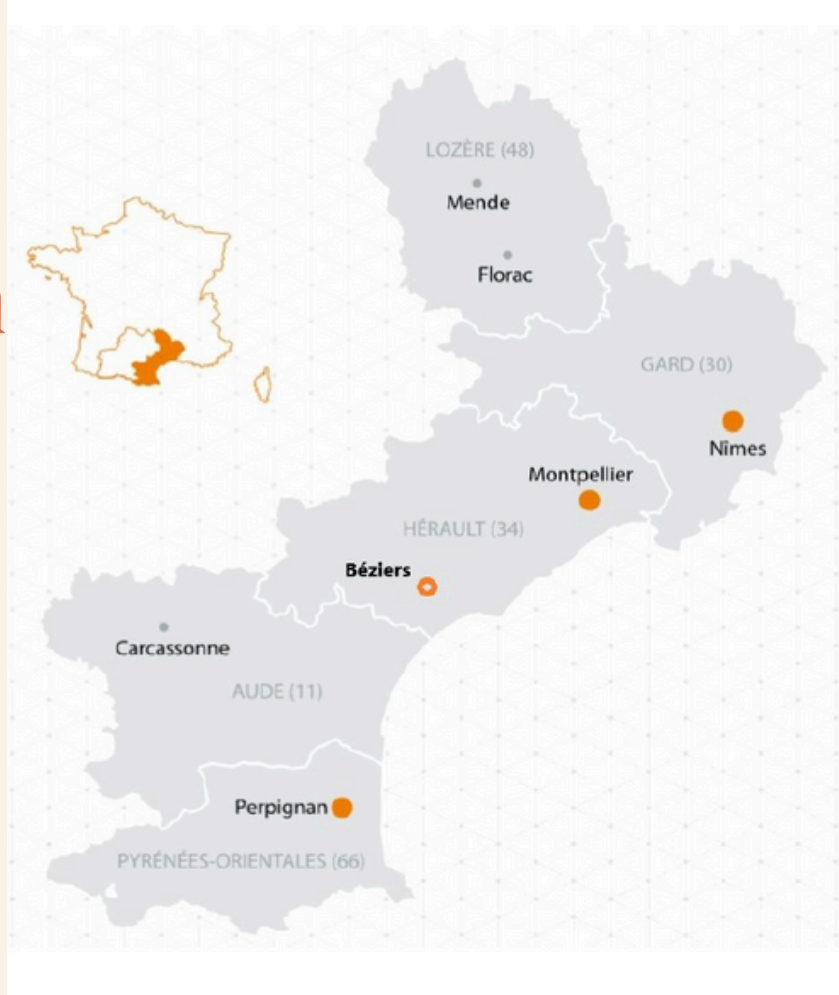 LOZÈRE (48)
Mende
Florac
GARD (30)
Nîmes
Montpellier
HÉRAULT (34)
Béziers
Carcassonne
AUDE (11)
Perpignan
PYRÉNÉES-ORIENTALES (66)